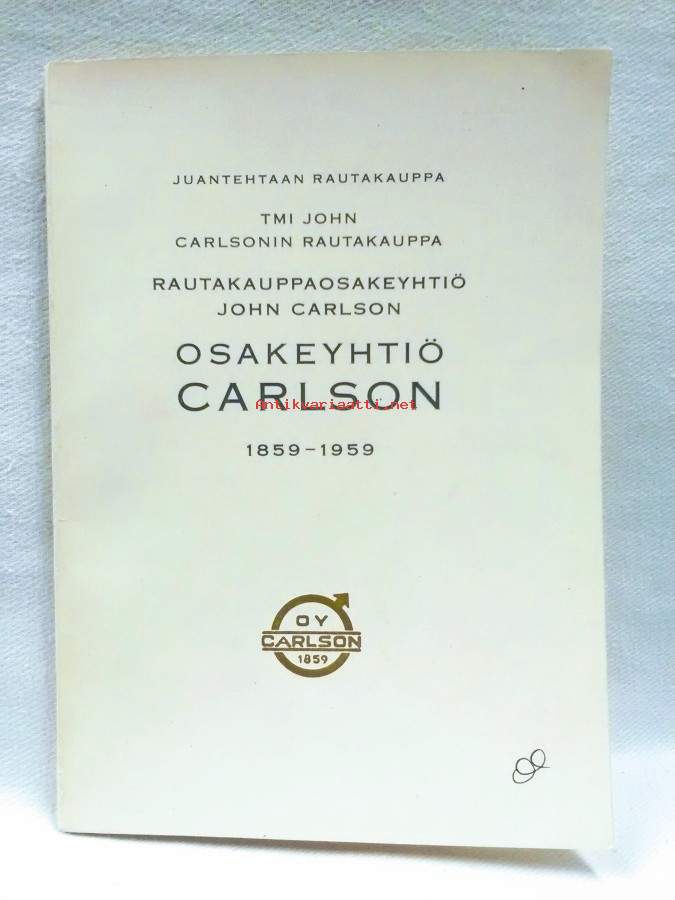 JUANTEHTAAN RAUTAKAUPPA
TMI JOHN
CARLSONIN RAUTAKAUPPA
RAUTAKAUPPAOSAKEYHTIÖ
JOHN CARLSON
OSAKEYHTIÖ
CARLSON
Antikvariaatti.net
1859-1959
OY
CARLSON
1859